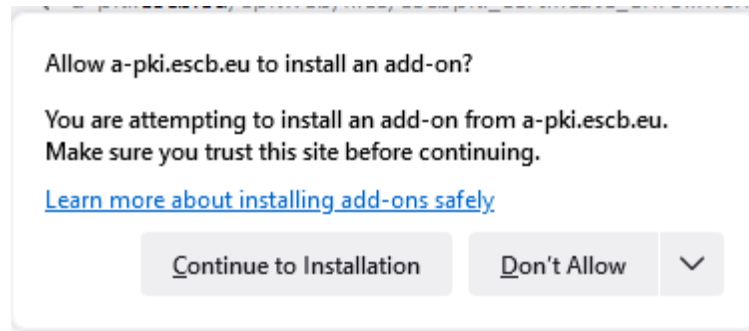 Allow a-pki.escb.eu to install an add-on?
You are attempting to install an add-on from a-pki.escb.eu.
Make sure you trust this site before continuing.
Learn more about installing add-ons safely
Continue to Installation Don't Allow